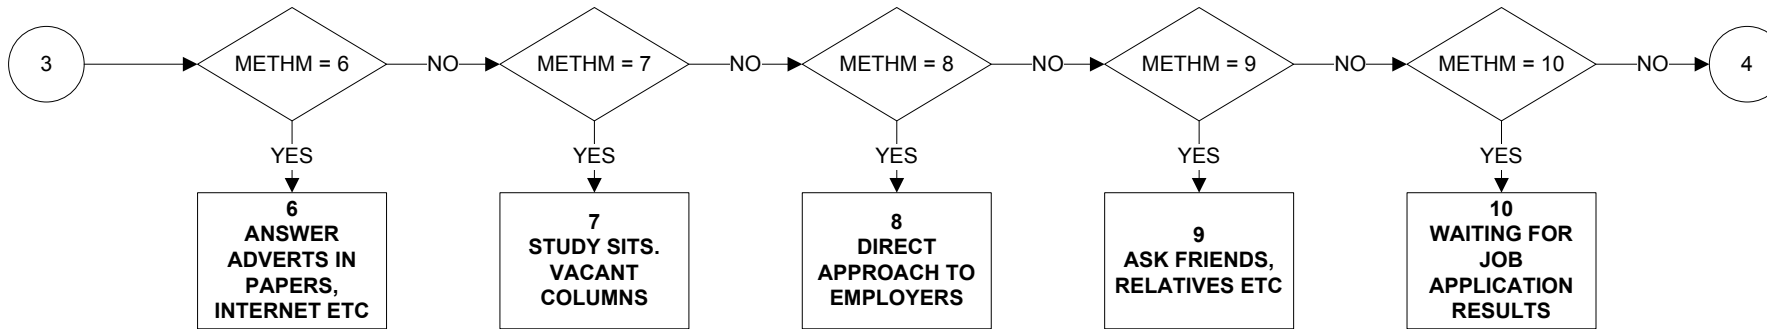 3
METHM = 6
NO
METHM = 7
NO
METHM = 8
NO
METHM = 9
NO
METHM = 10
NO
4
YES
YES
YES
YES
YES
6
ANSWER
ADVERTS IN
PAPERS,
INTERNET ETC
7
STUDY SITS.
VACANT
COLUMNS
8
DIRECT
APPROACH TO
EMPLOYERS
9
ASK FRIENDS,
RELATIVES ETC
10
WAITING FOR
JOB
APPLICATION
RESULTS